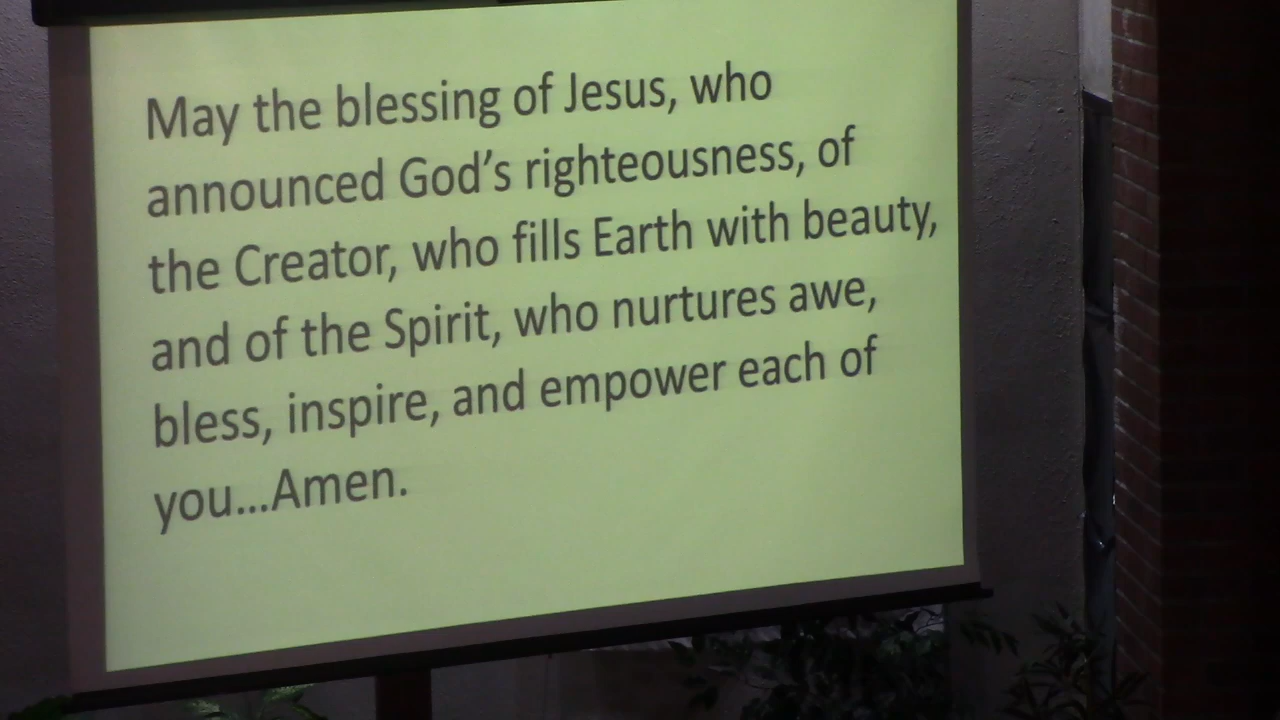 May the blessing of Jesus, who
announced God's righteousness, of
the Creator, who fills Earth with beauty,
and of the Spirit, who nurtures awe,
bless, inspire, and empower each of
you...Amen.